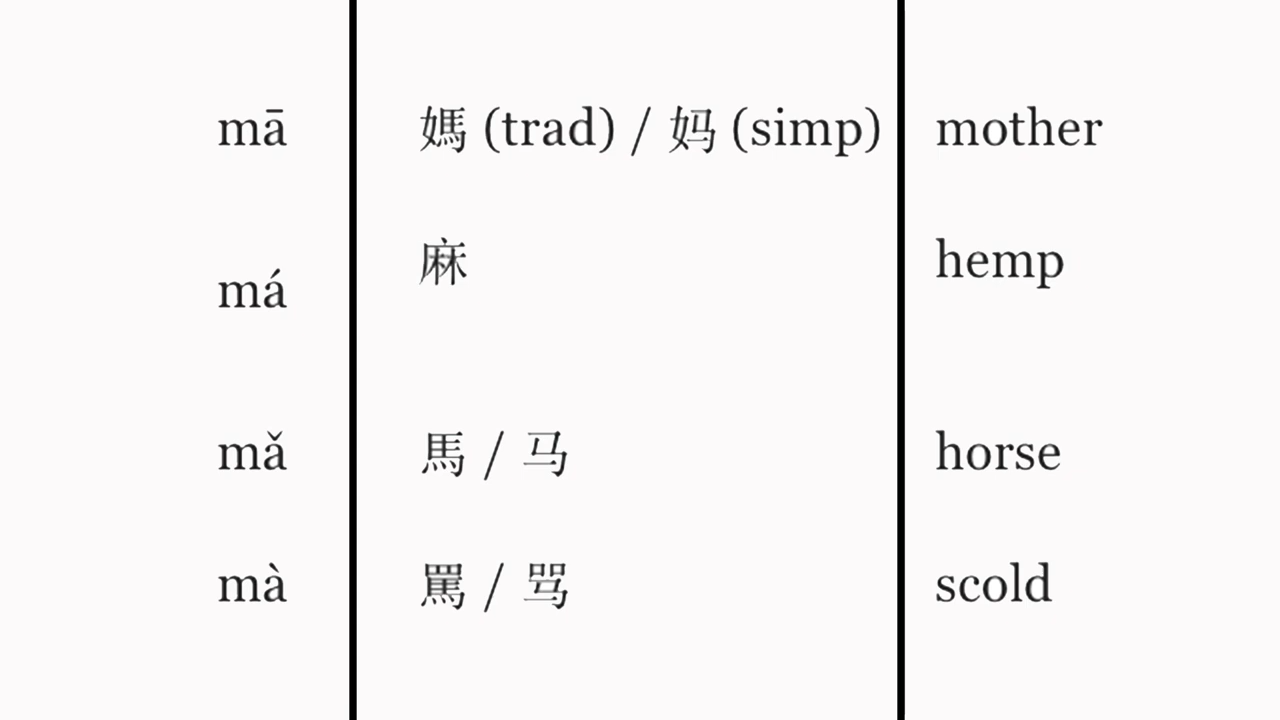 mā 媽 (trad) / 妈 (simp) mother
má 麻 hemp
mǎ 馬 / 马 horse
mà 罵 / 骂 scold